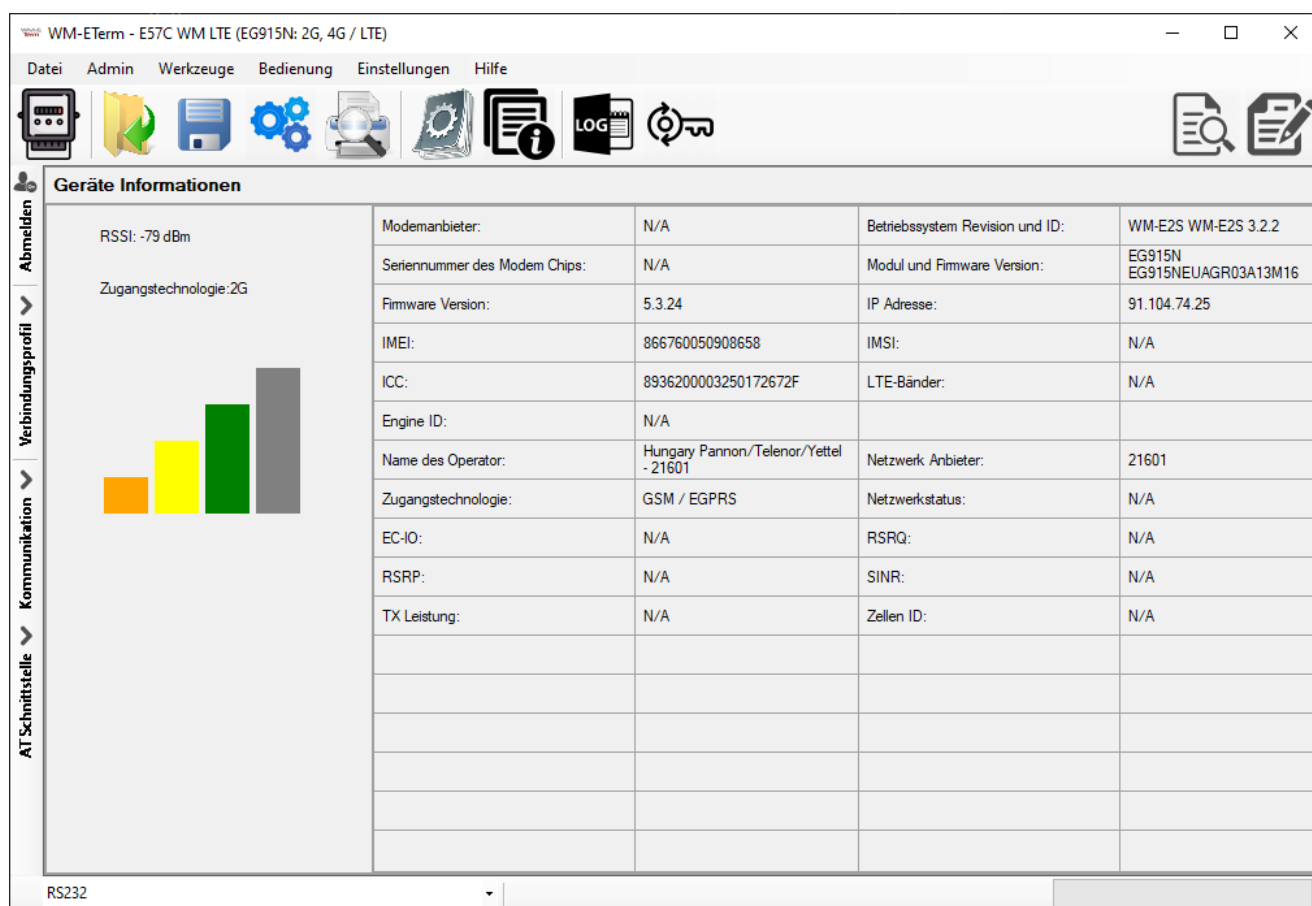 WM-ETerm - E57C WM LTE (EG915N: 2G, 4G / LTE)
Datei Admin Werkzeuge Bedienung Einstellungen Hilfe
LOG
Geräte Informationen
Abmelden
Verbindungsprofil
Kommunikation
AT Schnittstelle
RSSI: -79 dBm
Zugangstechnologie:2G
Modemanbieter: N/A Betriebssystem Revision und ID: WM-E2S WM-E2S 3.2.2
Seriennummer des Modem Chips: N/A Modul und Firmware Version: EG915N
EG915NEUAGR03A13M16
Firmware Version: 5.3.24 IP Adresse: 91.104.74.25
IMEI: 866760050908658 IMSI: N/A
ICC: 8936200003250172672F LTE-Bänder: N/A
Engine ID: N/A
Name des Operator: Hungary Pannon/Telenor/Yettel
- 21601 Netzwerk Anbieter: 21601
Zugangstechnologie: GSM / EGPRS Netzwerkstatus: N/A
EC-IO: N/A RSRQ: N/A
RSRP: N/A SINR: N/A
TX Leistung: N/A Zellen ID: N/A
RS232